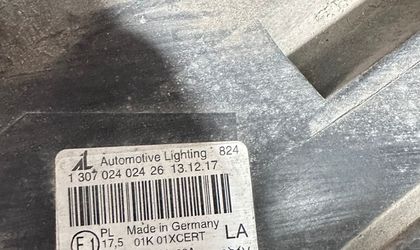 AL Automotive Lighting 824
1 307 024 024 26 13.12.17
PL Made in Germany LA
E1 17,5 01K 01XCERT